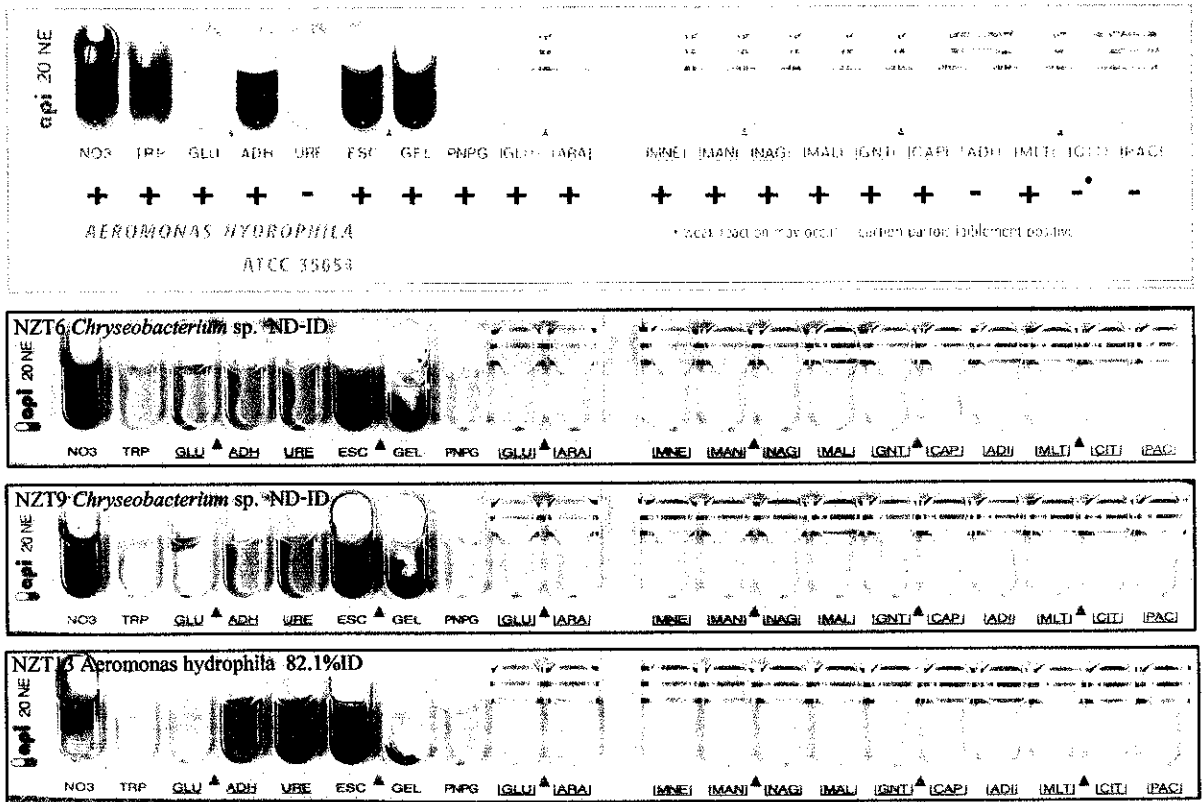 api 20 NE
NO3 TRP GLU ADH URE ESC GEL PNPG |GLU| |ARA| |MNE| |MAN| |NAG| |MAL| |GNT| |CAP| |ADI| |MLT| |CIT| |PAC|
+ + + + - + + + + + + + + + + + - + -* -
AEROMONAS HYDROPHILA
* weak reaction may occur
ATCC 35654
NZT6 Chryseobacterium sp. *ND-ID
api 20 NE
NO3 TRP GLU ADH URE ESC GEL PNPG |GLU| |ARA| |MNE| |MAN| |NAG| |MAL| |GNT| |CAP| |ADI| |MLT| |CIT| |PAC|
NZT9 Chryseobacterium sp. *ND-ID
api 20 NE
NO3 TRP GLU ADH URE ESC GEL PNPG |GLU| |ARA| |MNE| |MAN| |NAG| |MAL| |GNT| |CAP| |ADI| |MLT| |CIT| |PAC|
NZT13 Aeromonas hydrophila 82.1%ID
api 20 NE
NO3 TRP GLU ADH URE ESC GEL PNPG |GLU| |ARA| |MNE| |MAN| |NAG| |MAL| |GNT| |CAP| |ADI| |MLT| |CIT| |PAC|